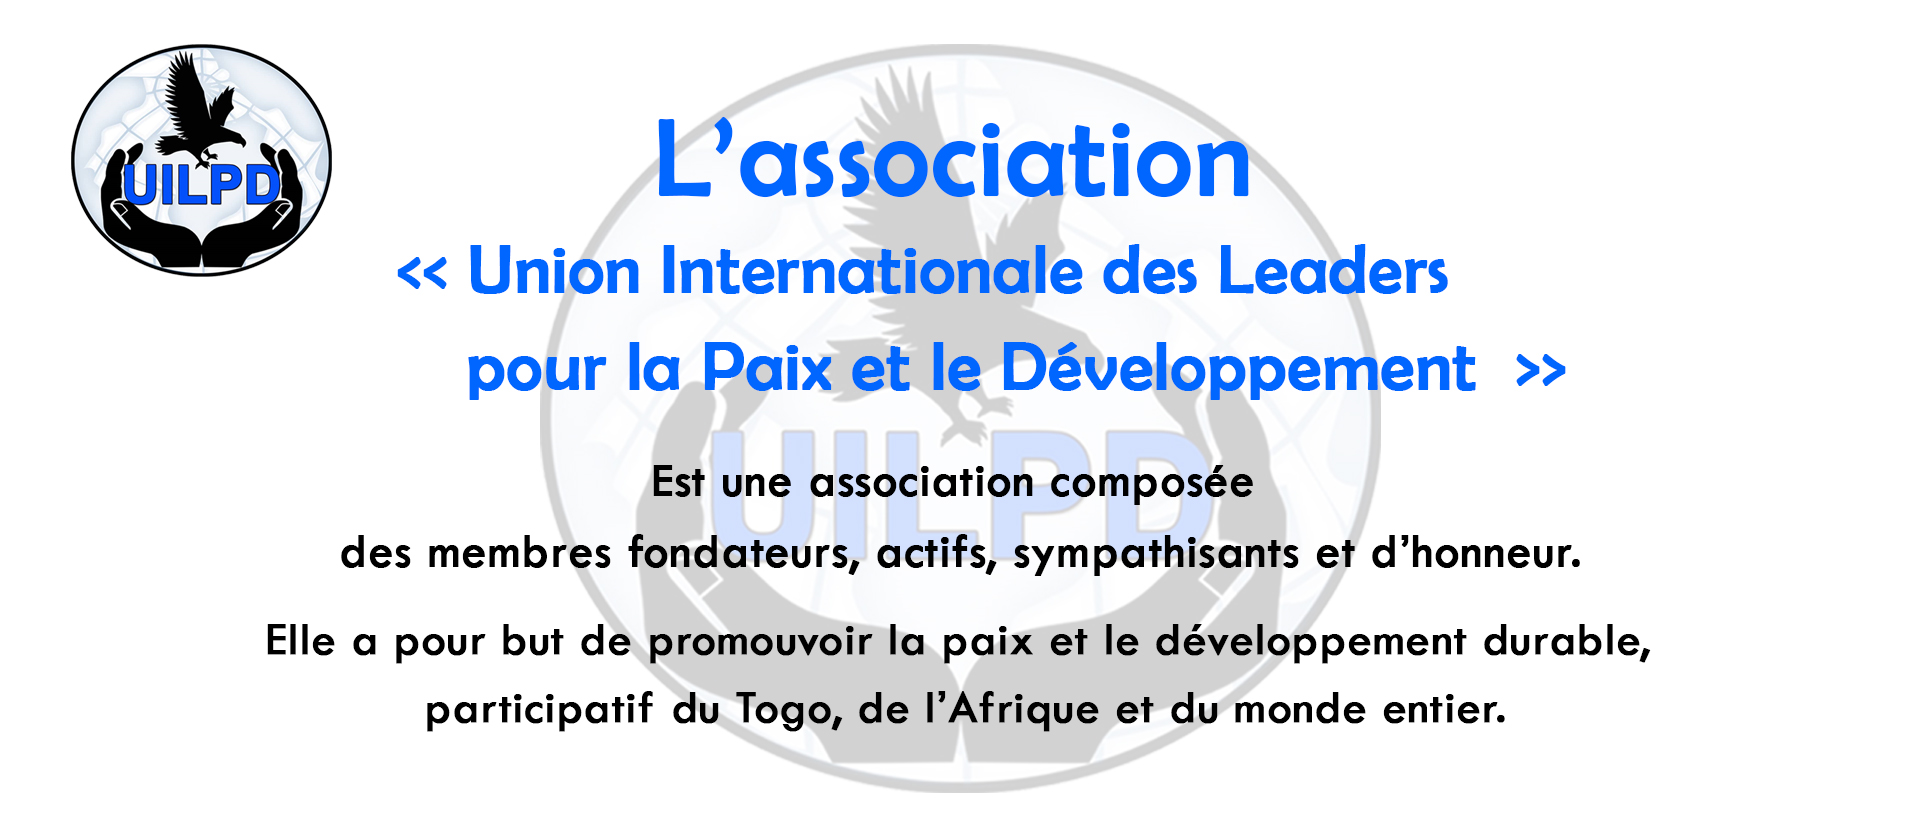 UILPD
L’association
<< Union Internationale des Leaders
pour la Paix et le Développement >>
UILPD
Est une association composée
des membres fondateurs, actifs, sympathisants et d’honneur.
Elle a pour but de promouvoir la paix et le développement durable,
participatif du Togo, de l’Afrique et du monde entier.